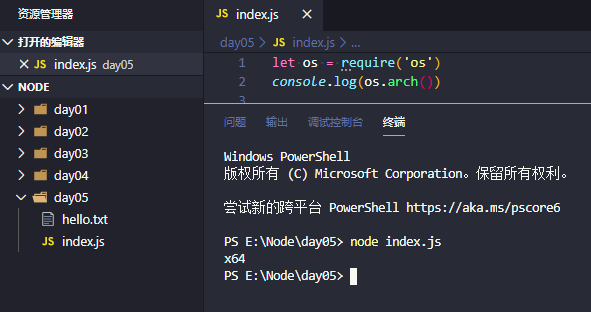 资源管理器
打开的编辑器
JS index.js day05
NODE
day01
day02
day03
day04
day05
hello.txt
JS index.js
JS index.js
day05 > JS index.js > ...
1 let os = require('os')
2 console.log(os.arch())
3
问题 输出 调试控制台 终端
Windows PowerShell
版权所有 (C) Microsoft Corporation。保留所有权利。
尝试新的跨平台 PowerShell https://aka.ms/pscore6
PS E:\Node\day05> node index.js
x64
PS E:\Node\day05>